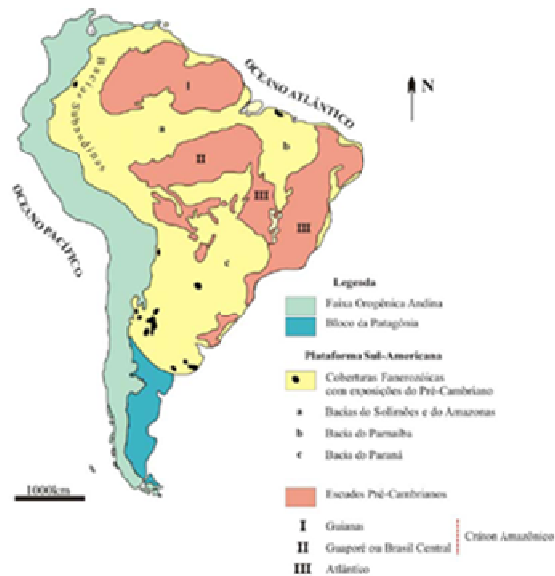 Bacias Subandinas
I
OCEANO ATLÂNTICO
N
a
b
II
III
III
OCEANO PACÍFICO
c
Legenda
Faixa Orogênica Andina
Bloco da Patagônia
Plataforma Sul-Americana
Coberturas Fanerozóicas
com exposições do Pré-Cambriano
a Bacias do Solimões e do Amazonas
b Bacia do Parnaíba
c Bacia do Paraná
1000km
Escudos Pré-Cambrianos
I Guianas
II Guaporé ou Brasil Central
Cráton Amazônico
III Atlântico